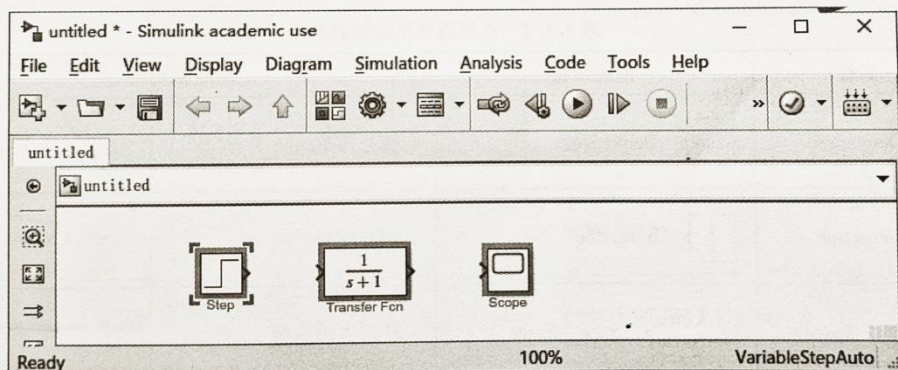 untitled * - Simulink academic use
File Edit View Display Diagram Simulation Analysis Code Tools Help
»
untitled
untitled
1
s+1
Step
Transfer Fcn
Scope
Ready 100% VariableStepAuto